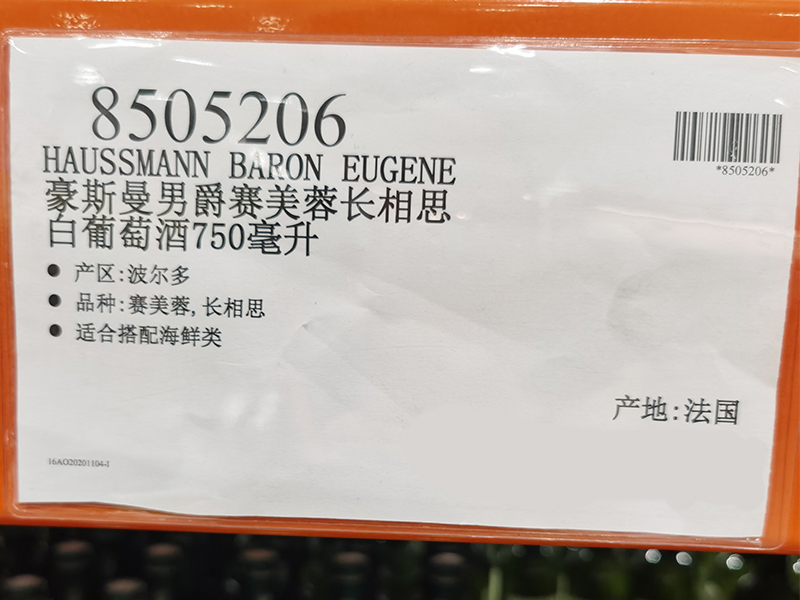 8505206
*8505206*
HAUSSMANN BARON EUGENE
豪斯曼男爵赛美蓉长相思
白葡萄酒750毫升
● 产区:波尔多
● 品种:赛美蓉,长相思
● 适合搭配海鲜类
产地:法国
16AO20201104-1